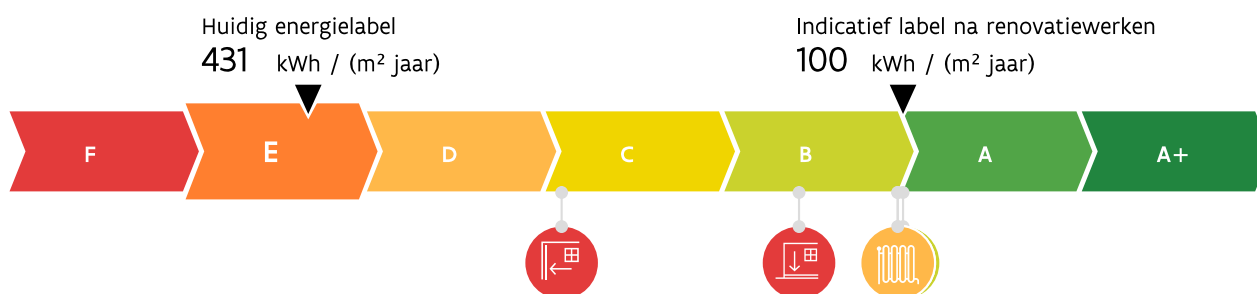 Huidig energielabel
431 kWh / (m² jaar)
Indicatief label na renovatiewerken
100 kWh / (m² jaar)
F E D C B A A+